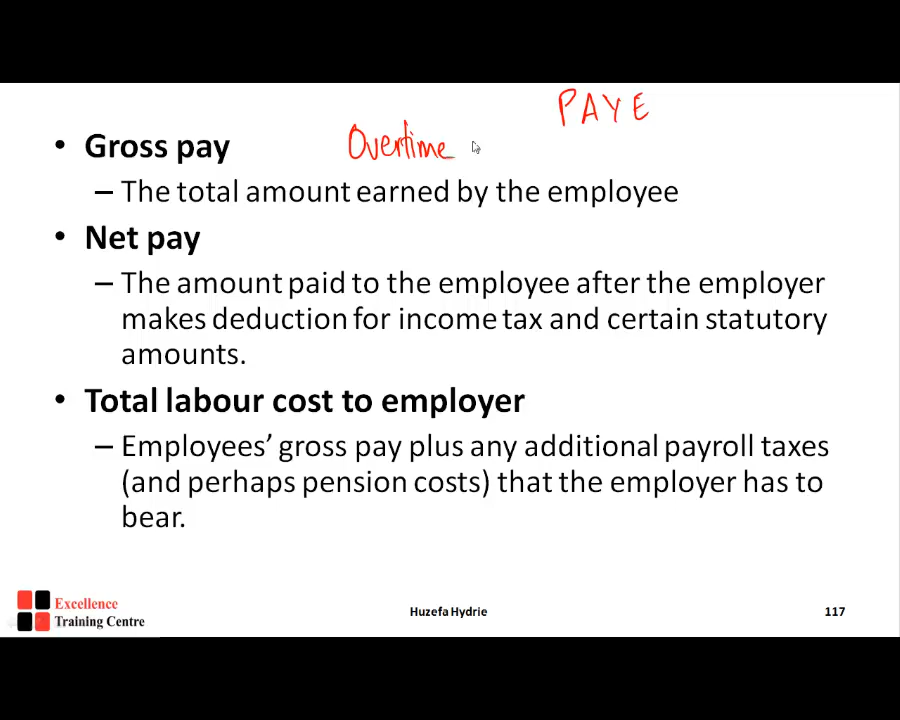 PAYE
• Gross pay Overtime
– The total amount earned by the employee
• Net pay
– The amount paid to the employee after the employer
makes deduction for income tax and certain statutory
amounts.
• Total labour cost to employer
– Employees’ gross pay plus any additional payroll taxes
(and perhaps pension costs) that the employer has to
bear.
Excellence
Training Centre
Huzefa Hydrie
117